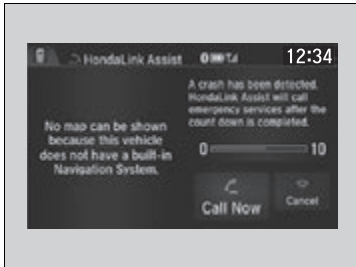 HondaLink Assist
12:34
No map can be shown
because this vehicle
does not have a built-in
Navigation System.
A crash has been detected.
HondaLink Assist will call
emergency services after the
count down is completed.
0 10
Call Now
Cancel